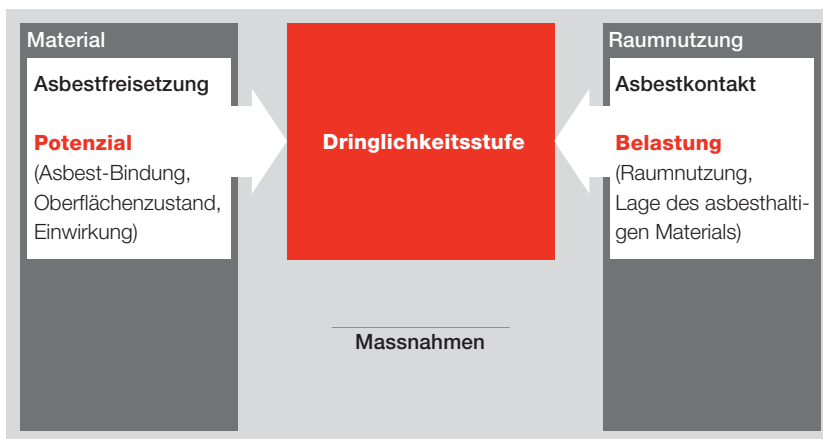 Material
Asbestfreisetzung
Potenzial
(Asbest-Bindung,
Oberflächenzustand,
Einwirkung)
Dringlichkeitsstufe
Massnahmen
Raumnutzung
Asbestkontakt
Belastung
(Raumnutzung,
Lage des asbesthalti-
gen Materials)